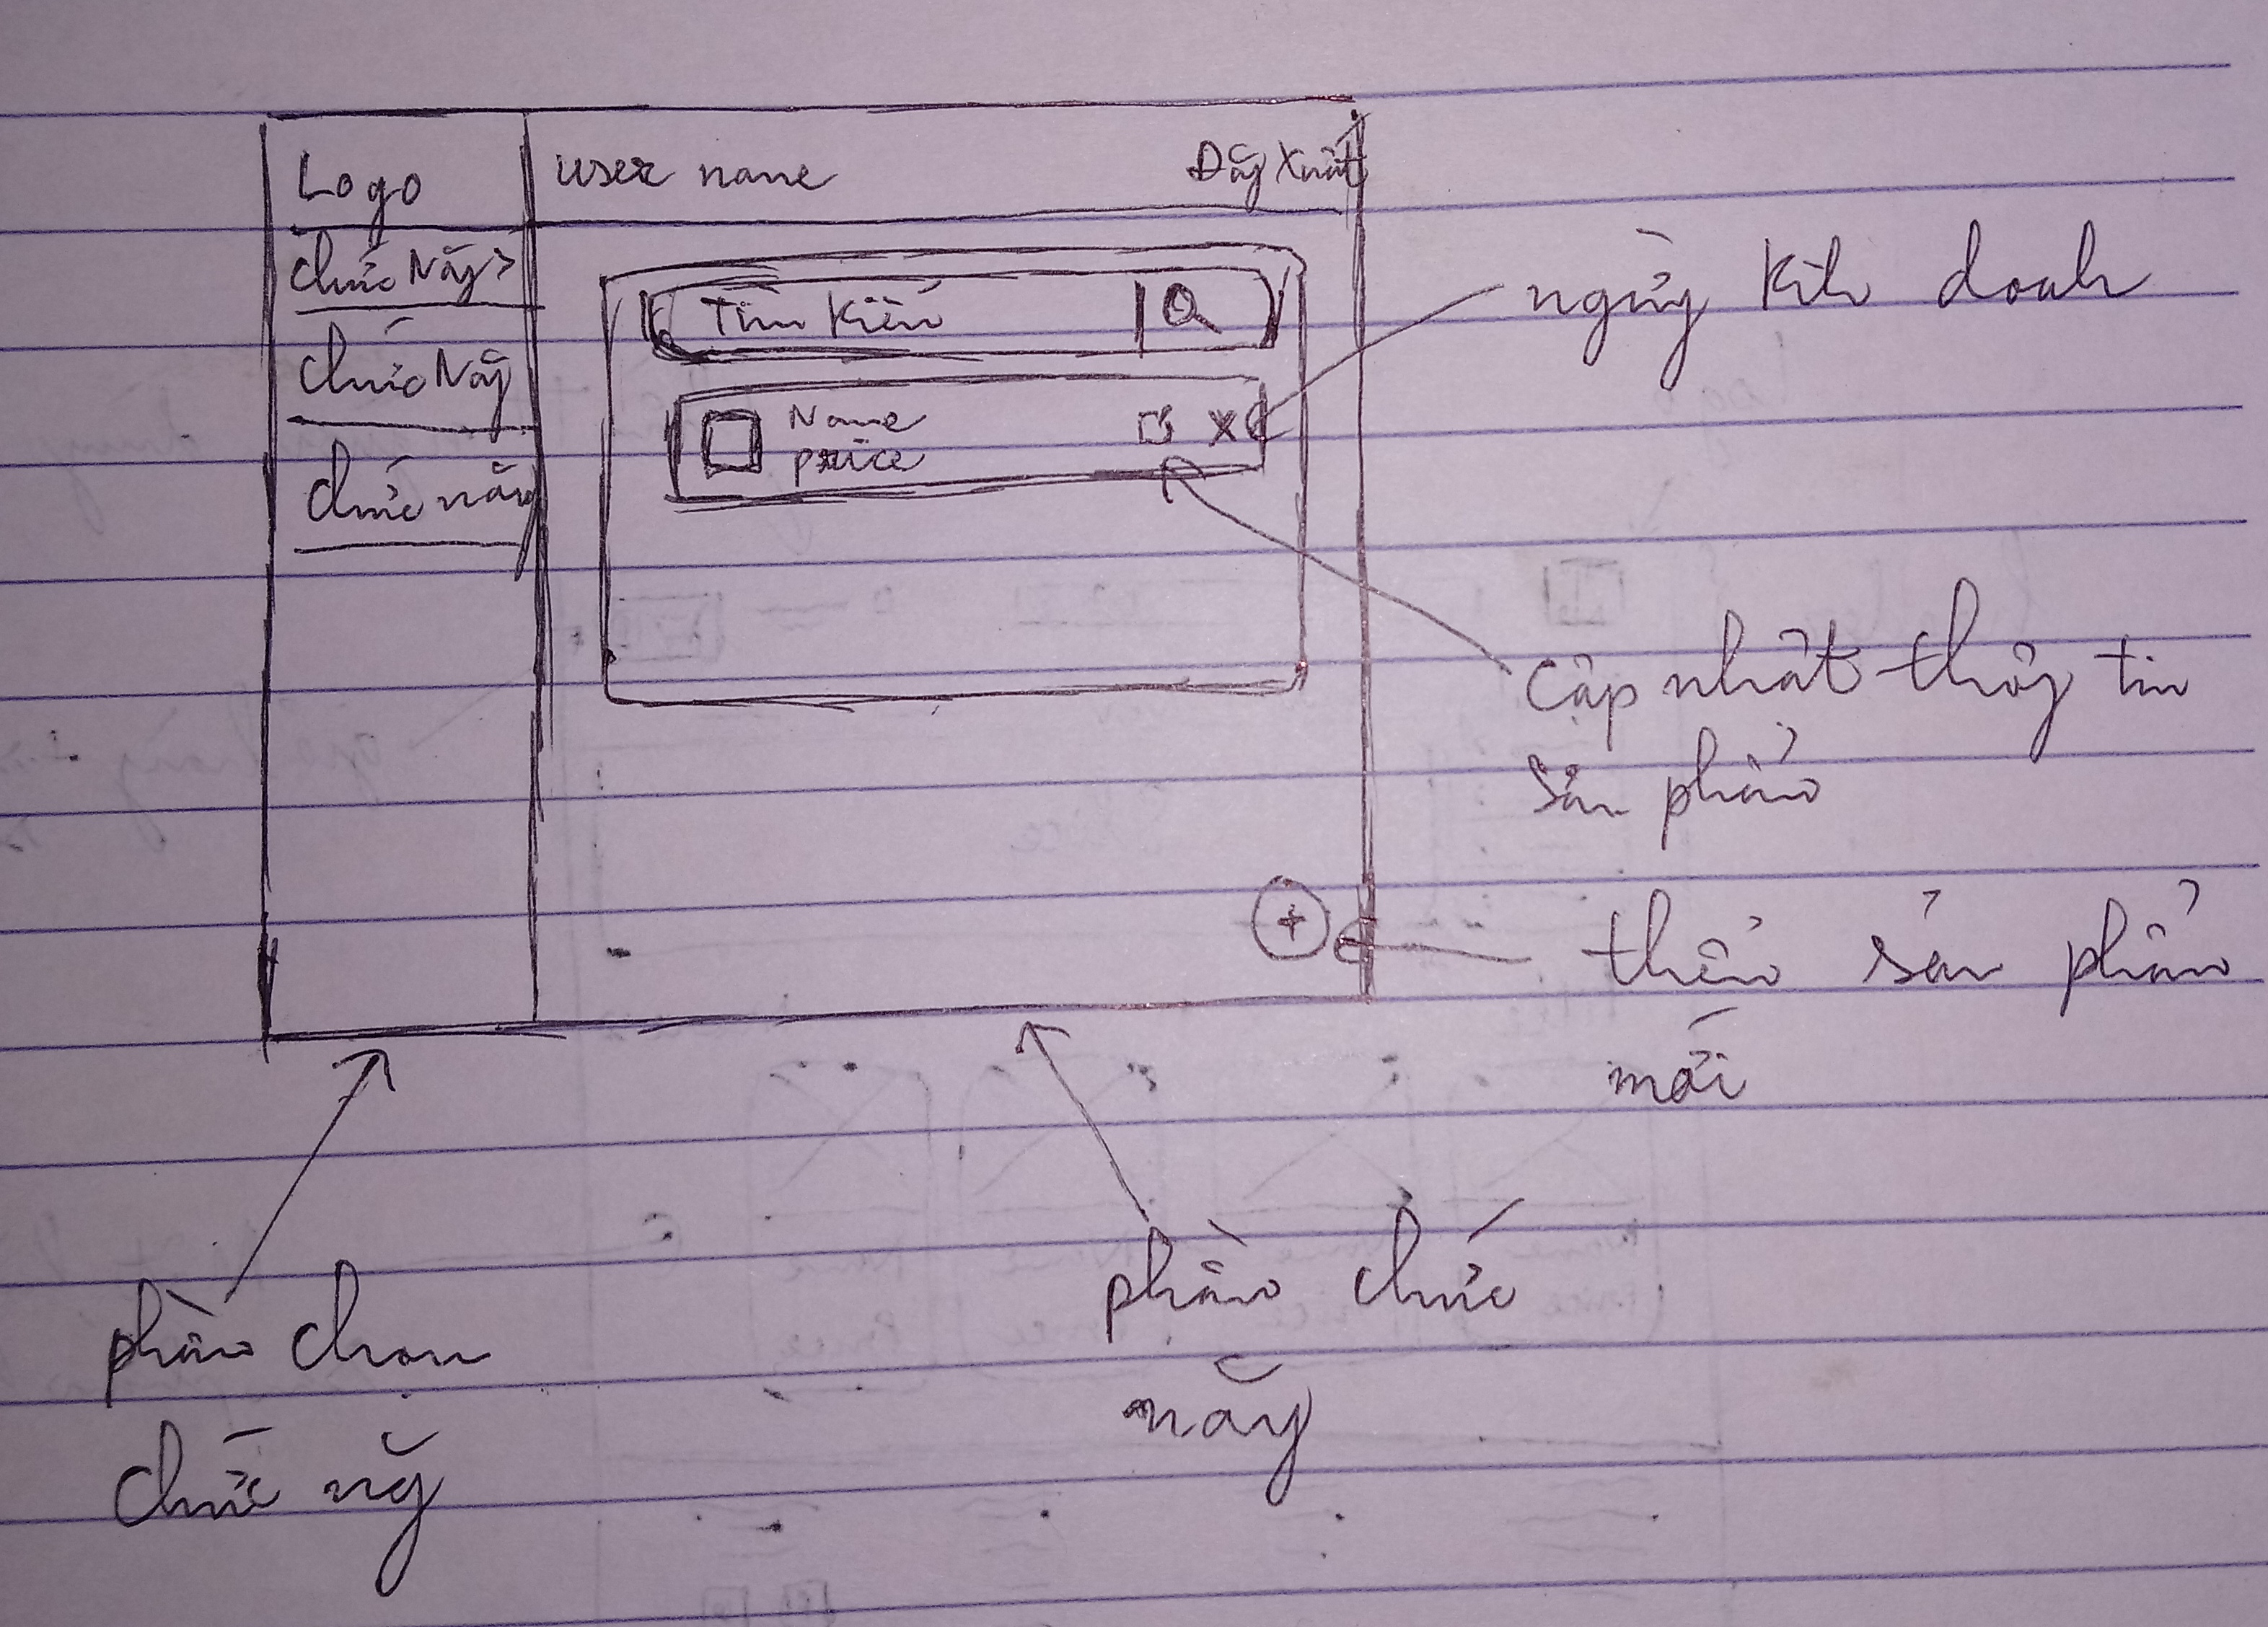 Logo
user name
Đăng Xuất
chức Năng >
chức Năng
chức năng
Tìm Kiếm
Name
price
X
ngừng kinh doanh
cập nhật thông tin
sản phẩm
+
thêm sản phẩm
mới
phần chọn
chức năng
phần chức
năng